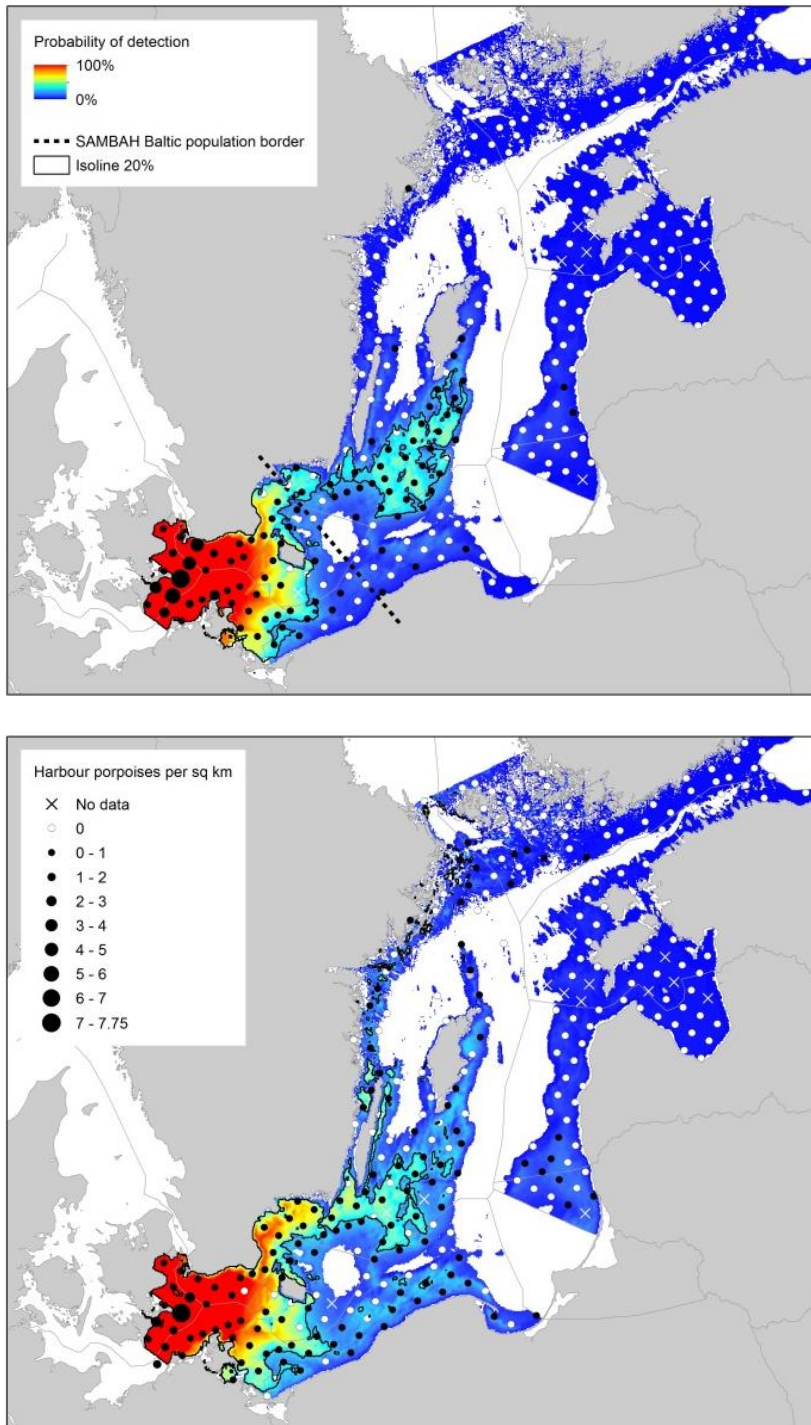 Probability of detection
100%
0%
SAMBAH Baltic population border
Isoline 20%
Harbour porpoises per sq km
No data
0
0 - 1
1 - 2
2 - 3
3 - 4
4 - 5
5 - 6
6 - 7
7 - 7.75